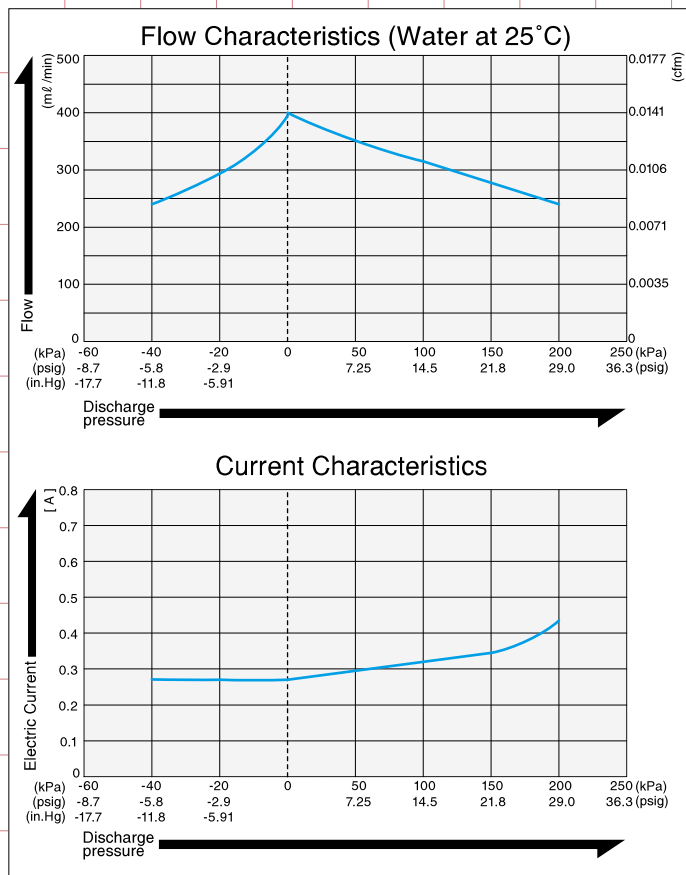 Flow Characteristics (Water at 25˚C)
(mℓ/min)
(cfm)
500 0.0177
400 0.0141
300 0.0106
200 0.0071
100 0.0035
0 0
Flow
(kPa) -60 -40 -20 0 50 100 150 200 250 (kPa)
(psig) -8.7 -5.8 -2.9 7.25 14.5 21.8 29.0 36.3 (psig)
(in.Hg) -17.7 -11.8 -5.91
Discharge
pressure
Current Characteristics
[ A ]
0.8
0.7
0.6
0.5
0.4
0.3
0.2
0.1
0
Electric Current
(kPa) -60 -40 -20 0 50 100 150 200 250 (kPa)
(psig) -8.7 -5.8 -2.9 7.25 14.5 21.8 29.0 36.3 (psig)
(in.Hg) -17.7 -11.8 -5.91
Discharge
pressure